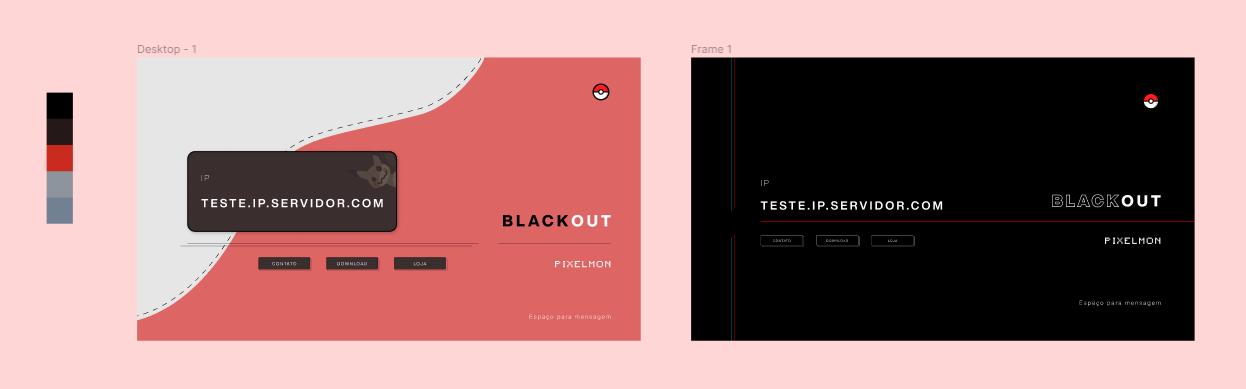 Desktop - 1
IP
TESTE.IP.SERVIDOR.COM
BLACKOUT
CONTATO
DOWNLOAD
LOJA
PIXELMON
Espaço para mensagem
Frame 1
IP
TESTE.IP.SERVIDOR.COM
BLACKOUT
CONTATO
DOWNLOAD
LOJA
PIXELMON
Espaço para mensagem